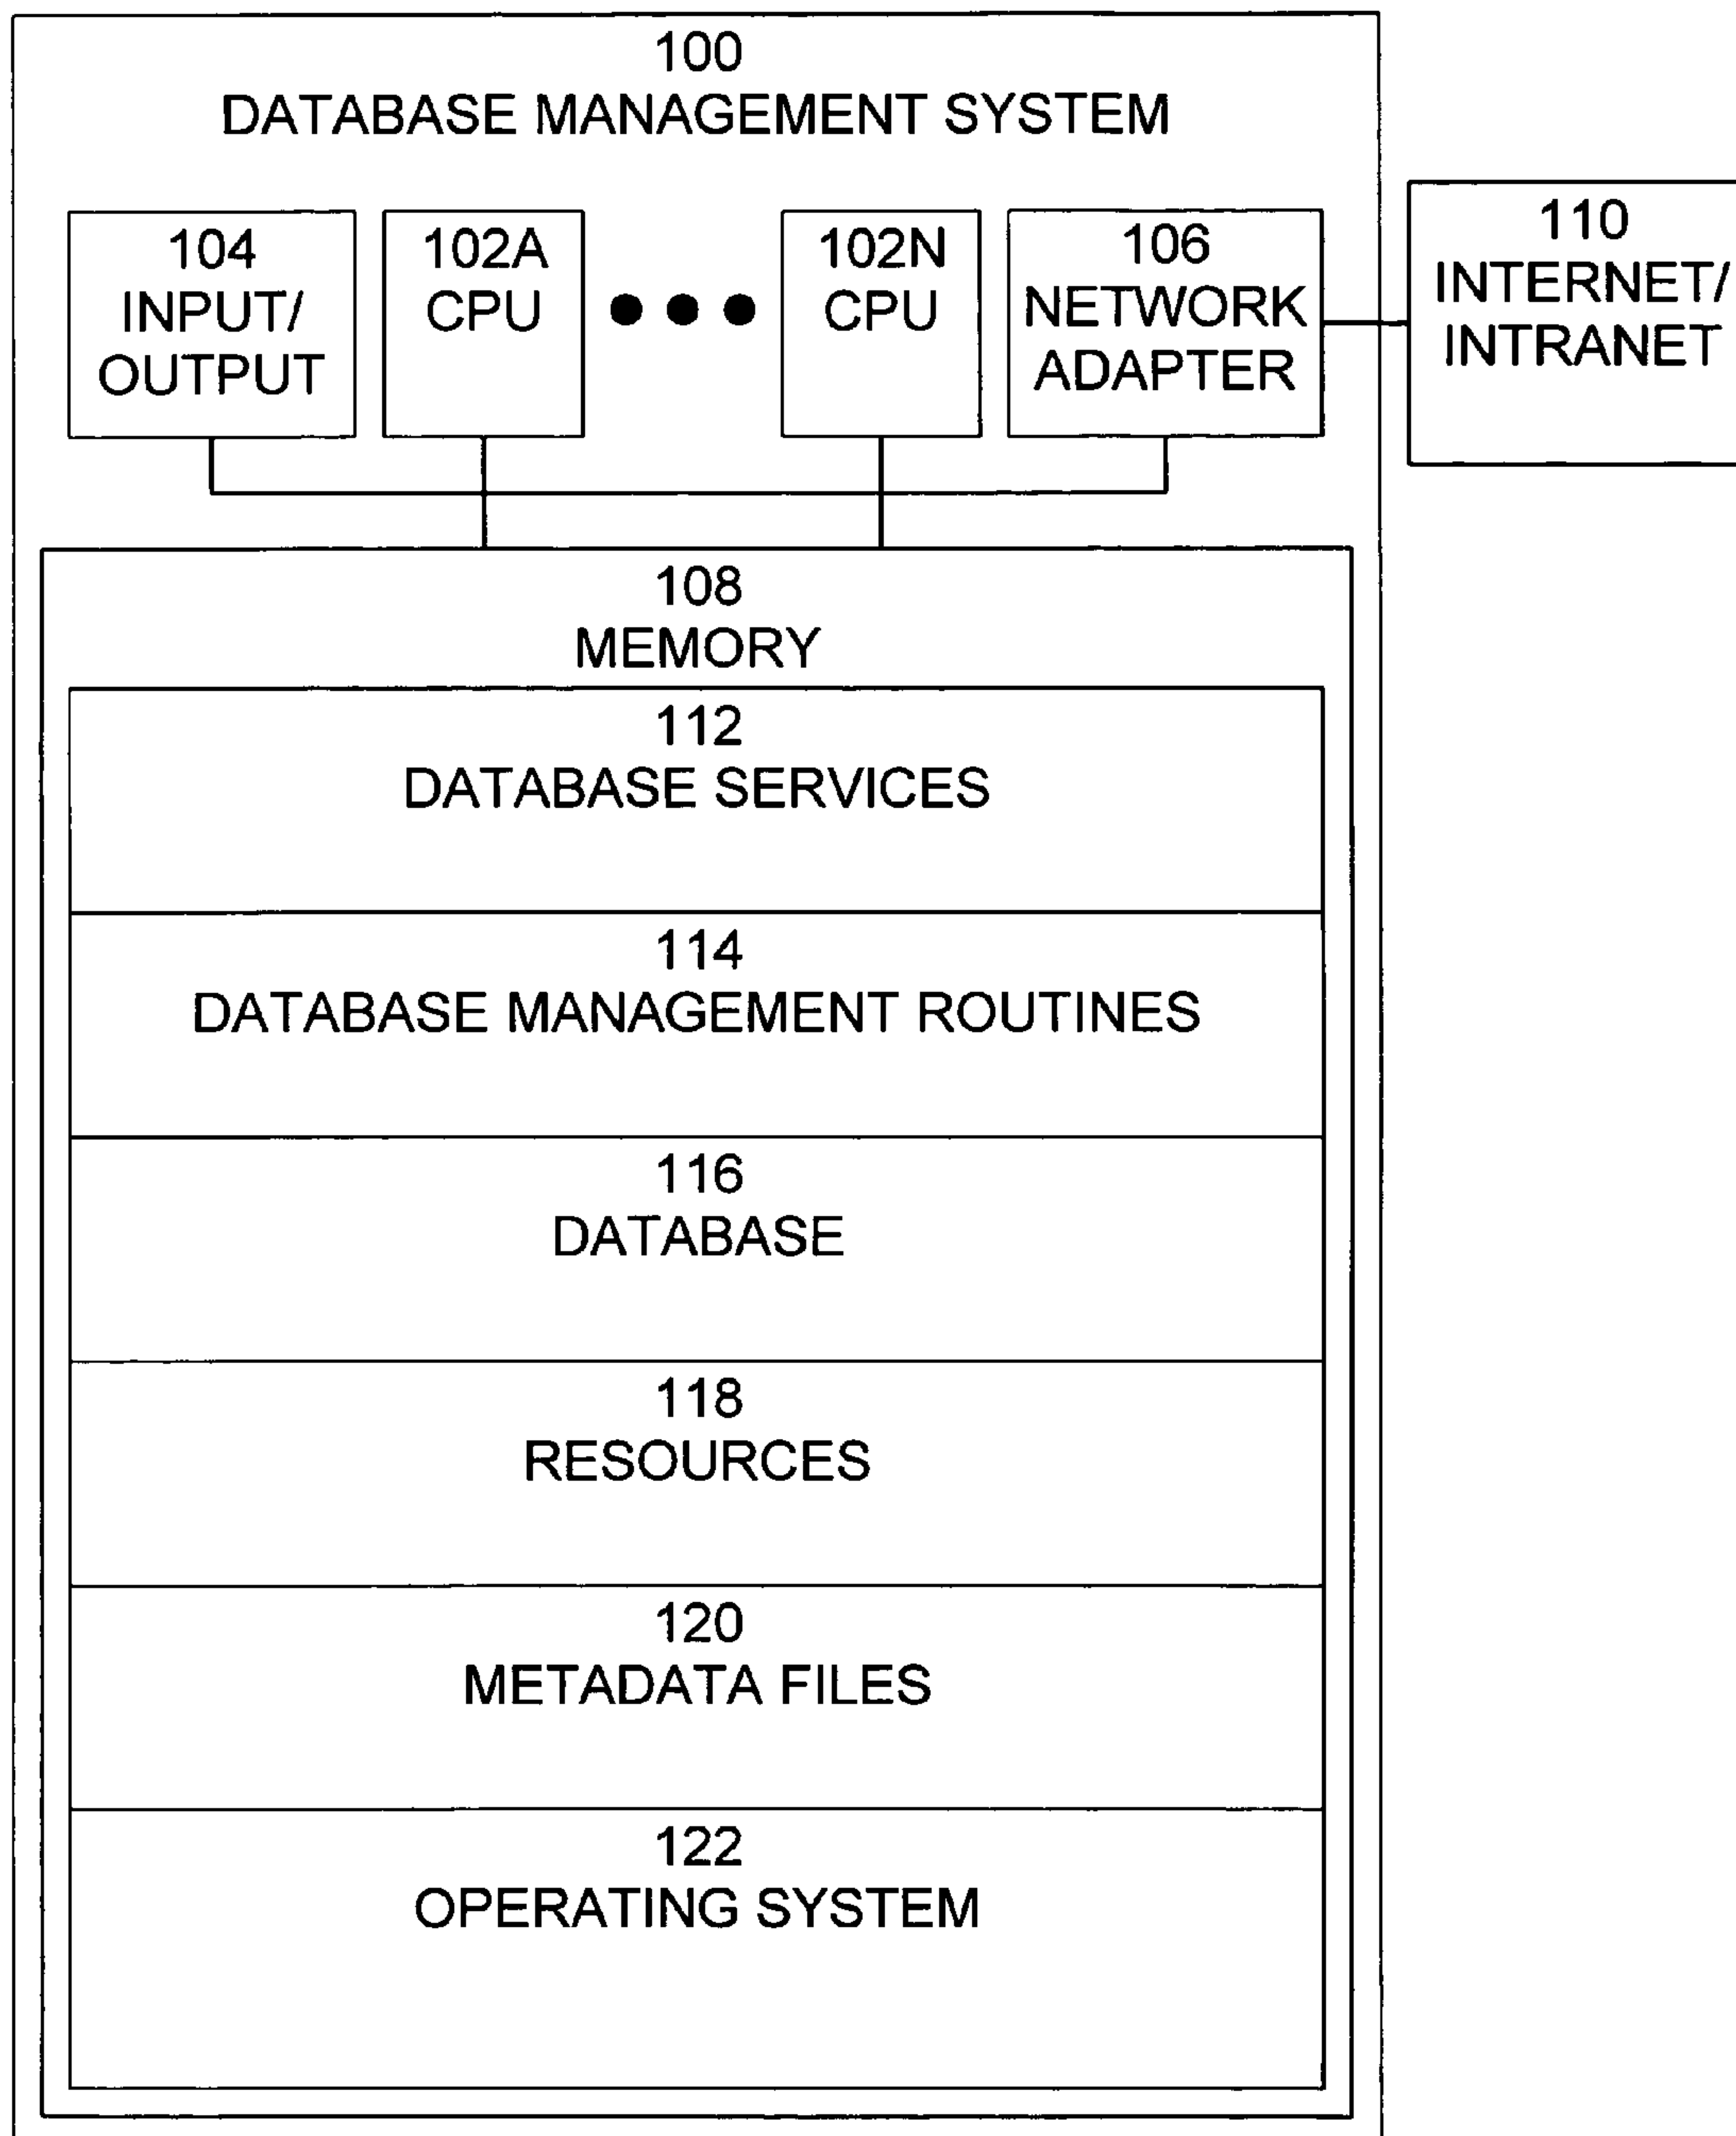 100
DATABASE MANAGEMENT SYSTEM
104
INPUT/
OUTPUT
102A
CPU
102N
CPU
106
NETWORK
ADAPTER
110
INTERNET/
INTRANET
108
MEMORY
112
DATABASE SERVICES
114
DATABASE MANAGEMENT ROUTINES
116
DATABASE
118
RESOURCES
120
METADATA FILES
122
OPERATING SYSTEM